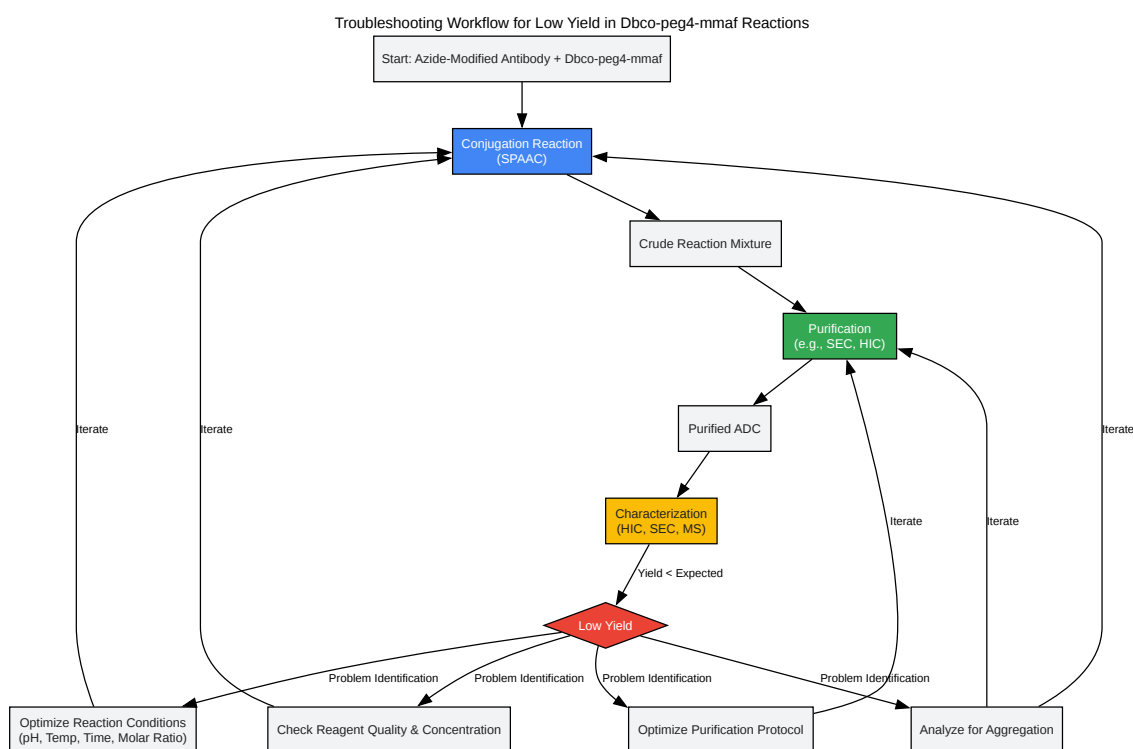 Troubleshooting Workflow for Low Yield in Dbco-peg4-mmaf Reactions
Start: Azide-Modified Antibody + Dbco-peg4-mmaf
Conjugation Reaction
(SPAAC)
Crude Reaction Mixture
Purification
(e.g., SEC, HIC)
Purified ADC
Iterate
Iterate
Iterate
Characterization
(HIC, SEC, MS)
Iterate
Iterate
Yield < Expected
Low Yield
Problem Identification
Problem Identification
Problem Identification
Problem Identification
Optimize Reaction Conditions
(pH, Temp, Time, Molar Ratio)
Check Reagent Quality & Concentration
Optimize Purification Protocol
Analyze for Aggregation